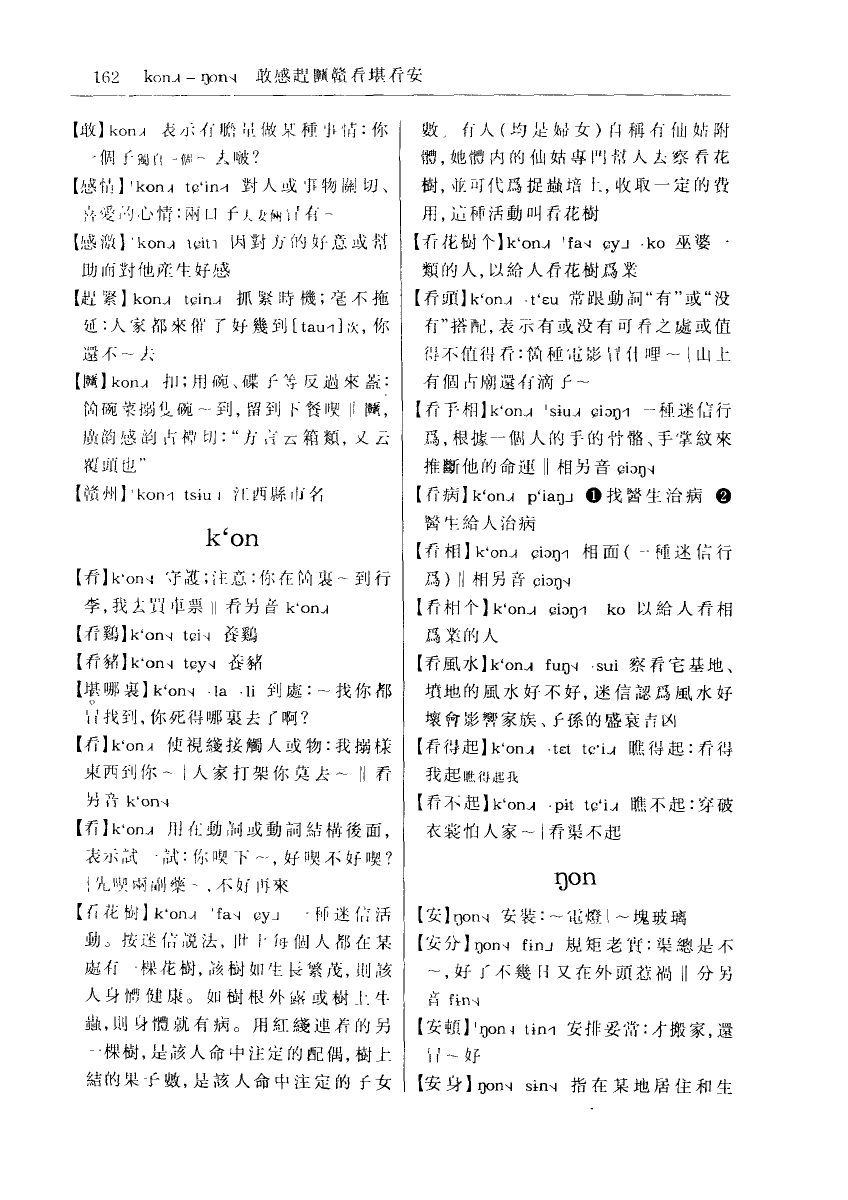 162 kon˨˩ – ŋon˧˨ 敢感趕贑贛看堪看安
【敢】kon 表示有膽量做某種事情：你
一個子獨自一個～去啵？
【感情】ˈkon tɕʻin 對人或事物關切、
喜愛的心情：兩口子夫妻倆冒有～
【感激】ˈkon tɕit 因對方的好意或幫
助而對他産生好感
【趕緊】kon tɕin 抓緊時機；毫不拖
延：人家都來催了好幾到[tau]次，你
還不～去
kon 扣；用碗、碟子等反過來蓋：
箇碗菜搦隻碗～到，留到下餐喫‖
廣韵感韵古禫切：“方言云箱類，又云
覆頭也”
【贛州】ˈkon tsiu 江西縣市名
kʻon
【看】kʻon 守護；注意：你在箇裏～到行
李，我去買車票‖看另音 kʻon
【看鷄】kʻon tɕi 養鷄
【看豬】kʻon tɕy 養豬
【堪哪裏】kʻon ·la ·li 到處：～找你都
冒找到，你死得哪裏去了啊？
【看】kʻon 使視綫接觸人或物：我搦樣
東西到你～｜人家打架你莫去～‖看
另音 kʻon
【看】kʻon 用在動詞或動詞結構後面，
表示試一試：你喫下～，好喫不好喫？
｜先喫兩副藥～，不好再來
【看花樹】kʻon ˈfa ɕy 一種迷信活
動。按迷信説法，世上每個人都在某
處有一棵花樹，該樹如生長繁茂，則該
人身體健康。如樹根外露或樹上生
蟲，則身體就有病。用紅綫連着的另
一棵樹，是該人命中注定的配偶，樹上
結的果子數，是該人命中注定的子女
數。有人（均是婦女）自稱有仙姑附
體，她體内的仙姑專門幫人去察看花
樹，並可代爲捉蟲培土，收取一定的費
用，這種活動叫看花樹
【看花樹个】kʻon ˈfa ɕy ·ko 巫婆一
類的人，以給人看花樹爲業
【看頭】kʻon ·tʻɛu 常跟動詞“有”或“没
有”搭配，表示有或没有可看之處或值
得不值得看：箇種電影冒什哩～｜山上
有個古廟還有滴子～
【看手相】kʻon ˈsɨu ɕiɔŋ 一種迷信行
爲，根據一個人的手的骨骼、手掌紋來
推斷他的命運‖相另音 ɕiɔŋ
【看病】kʻon pʻiaŋ ❶找醫生治病 ❷
醫生給人治病
【看相】kʻon ɕiɔŋ 相面（一種迷信行
爲）‖相另音 ɕiɔŋ
【看相个】kʻon ɕiɔŋ ko 以給人看相
爲業的人
【看風水】kʻon fuŋ ·sui 察看宅基地、
墳地的風水好不好，迷信認爲風水好
壞會影響家族、子孫的盛衰吉凶
【看得起】kʻon ·tɛt tɕʻi 瞧得起：看得
我起瞧得起我
【看不起】kʻon ·pɨt tɕʻi 瞧不起：穿破
衣裳怕人家～｜看渠不起
ŋon
【安】ŋon 安裝：～電燈｜～塊玻璃
【安分】ŋon fin 規矩老實：渠總是不
～，好了不幾日又在外頭惹禍‖分另
音 fɨn
【安頓】ˈŋon tɨn 安排妥當：才搬家，還
冒～好
【安身】ŋon sɨn 指在某地居住和生